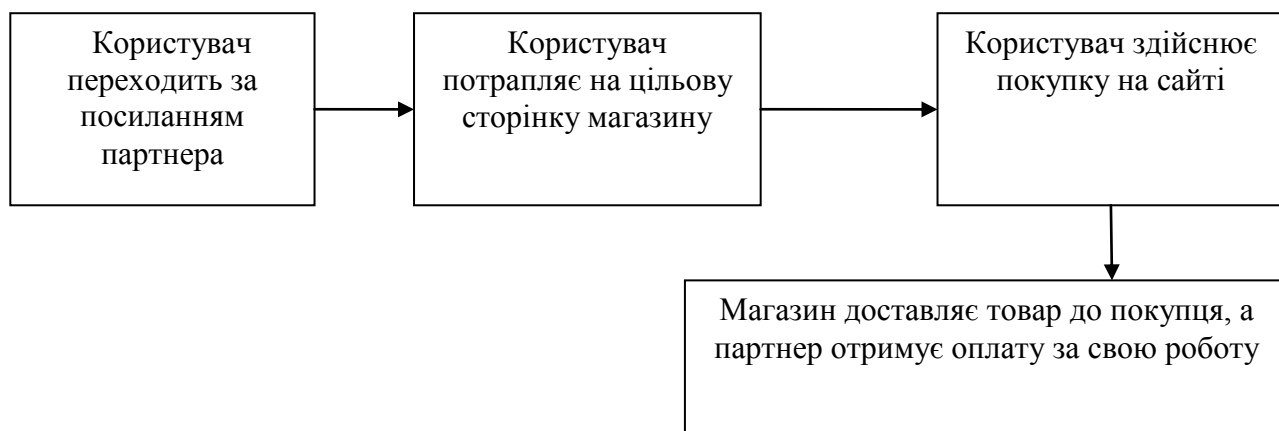 Користувач
переходить за
посиланням
партнера
Користувач
потрапляє на цільову
сторінку магазину
Користувач здійснює
покупку на сайті
Магазин доставляє товар до покупця, а
партнер отримує оплату за свою роботу